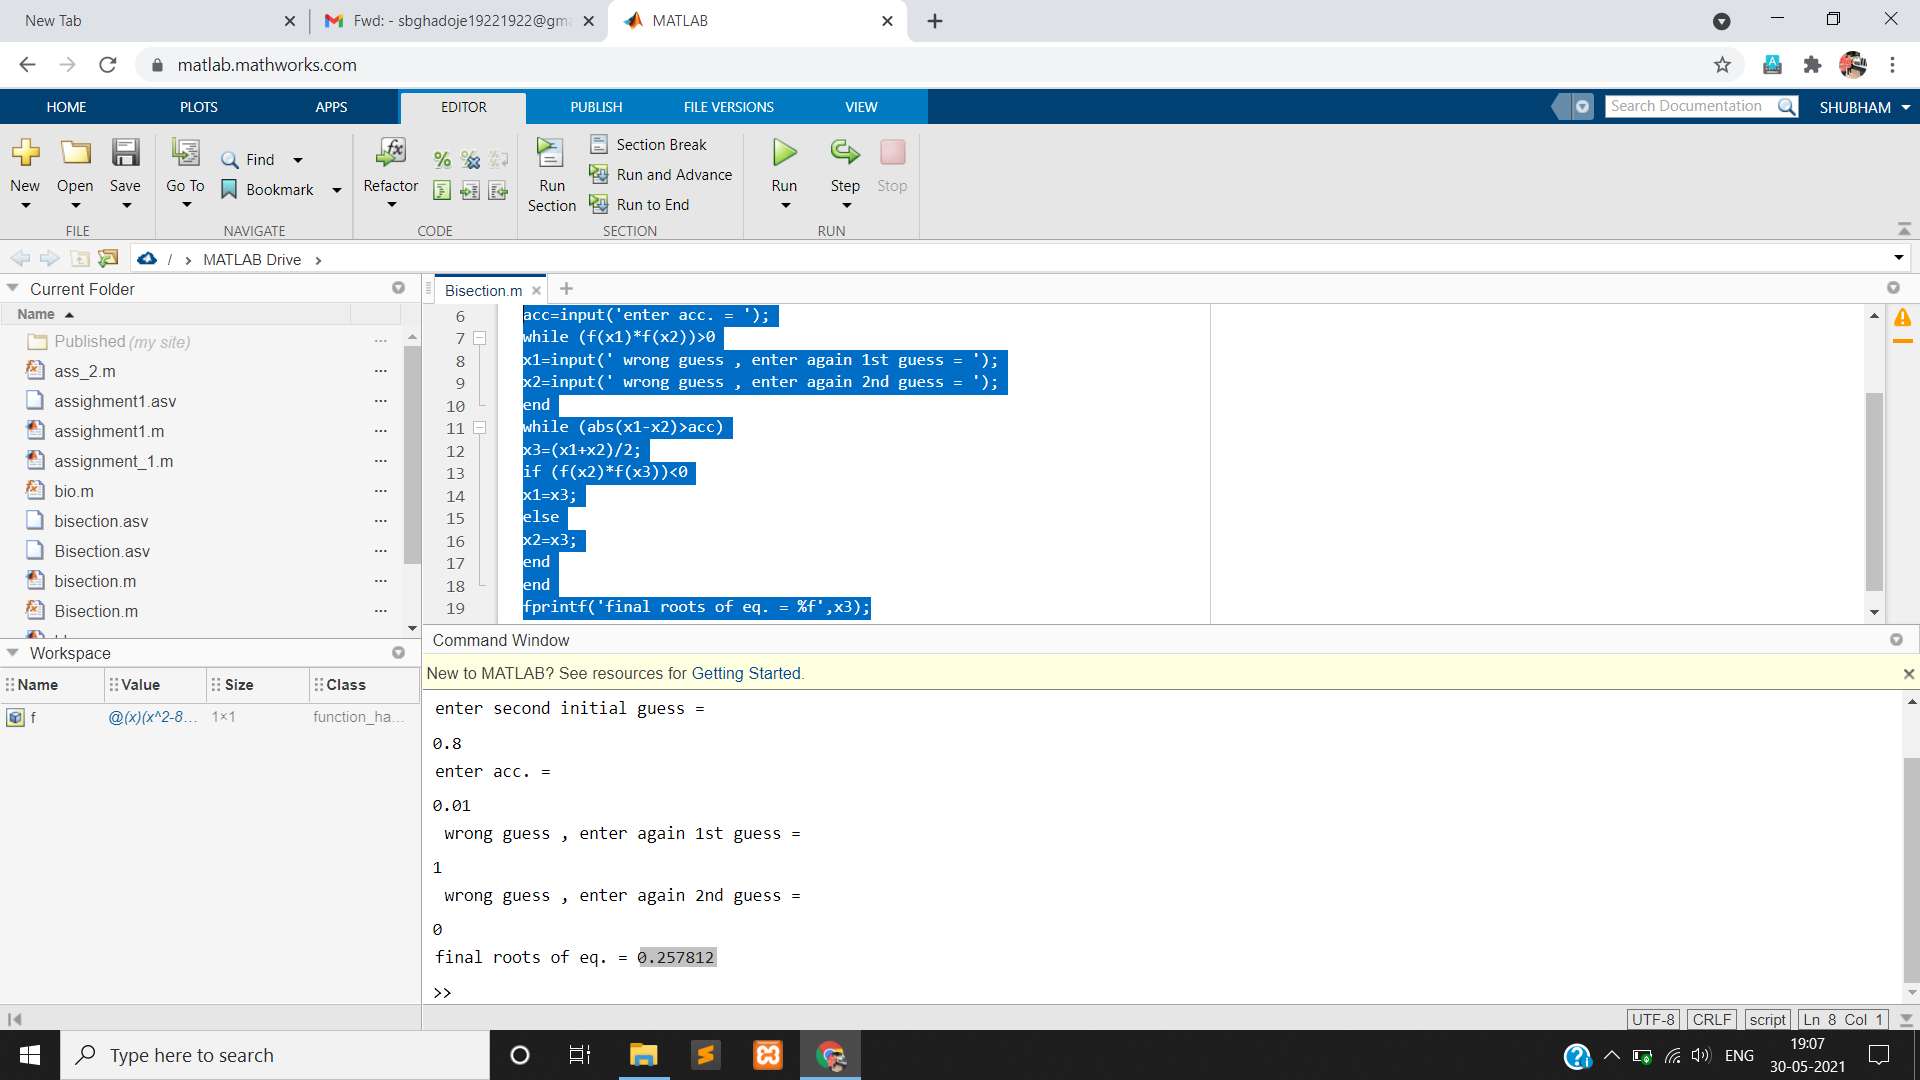 New Tab
Fwd: - sbghadoje19221922@gm
MATLAB
matlab.mathworks.com
HOME PLOTS APPS EDITOR PUBLISH FILE VERSIONS VIEW
Search Documentation
SHUBHAM
New
Open
Save
FILE
Go To
Find
Bookmark
NAVIGATE
Refactor
CODE
Run Section
Section Break
Run and Advance
Run to End
SECTION
Run
Step
Stop
RUN
/ > MATLAB Drive >
Current Folder
Name
Published (my site)
ass_2.m
assighment1.asv
assighment1.m
assignment_1.m
bio.m
bisection.asv
Bisection.asv
bisection.m
Bisection.m
Workspace
Name Value Size Class
f @(x)(x^2-8... 1×1 function_ha...
Bisection.m
6 acc=input('enter acc. = ');
7 while (f(x1)*f(x2))>0
8 x1=input(' wrong guess , enter again 1st guess = ');
9 x2=input(' wrong guess , enter again 2nd guess = ');
10 end
11 while (abs(x1-x2)>acc)
12 x3=(x1+x2)/2;
13 if (f(x2)*f(x3))<0
14 x1=x3;
15 else
16 x2=x3;
17 end
18 end
19 fprintf('final roots of eq. = %f',x3);
Command Window
New to MATLAB? See resources for Getting Started.
enter second initial guess =
0.8
enter acc. =
0.01
wrong guess , enter again 1st guess =
1
wrong guess , enter again 2nd guess =
0
final roots of eq. = 0.257812
>>
UTF-8 CRLF script Ln 8 Col 1
Type here to search
ENG
19:07
30-05-2021